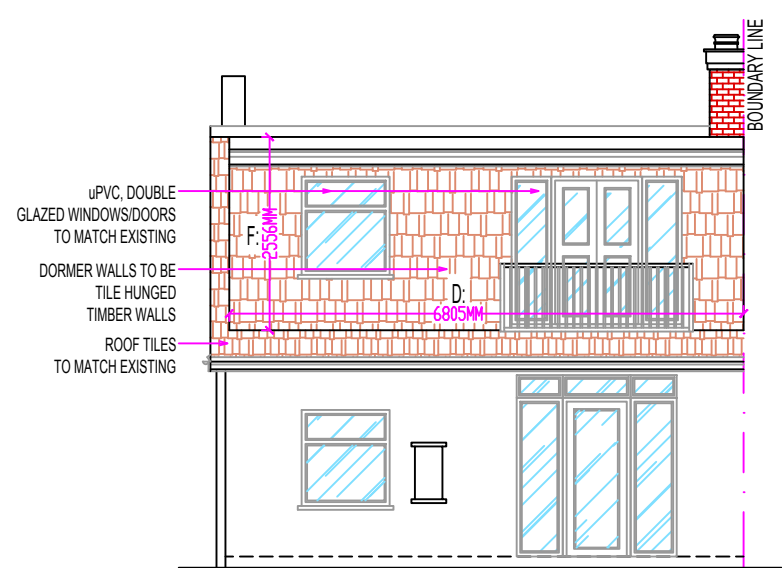 BOUNDARY LINE
uPVC, DOUBLE
GLAZED WINDOWS/DOORS
TO MATCH EXISTING
F:
2556MM
DORMER WALLS TO BE
TILE HUNGED
TIMBER WALLS
D:
6805MM
ROOF TILES
TO MATCH EXISTING